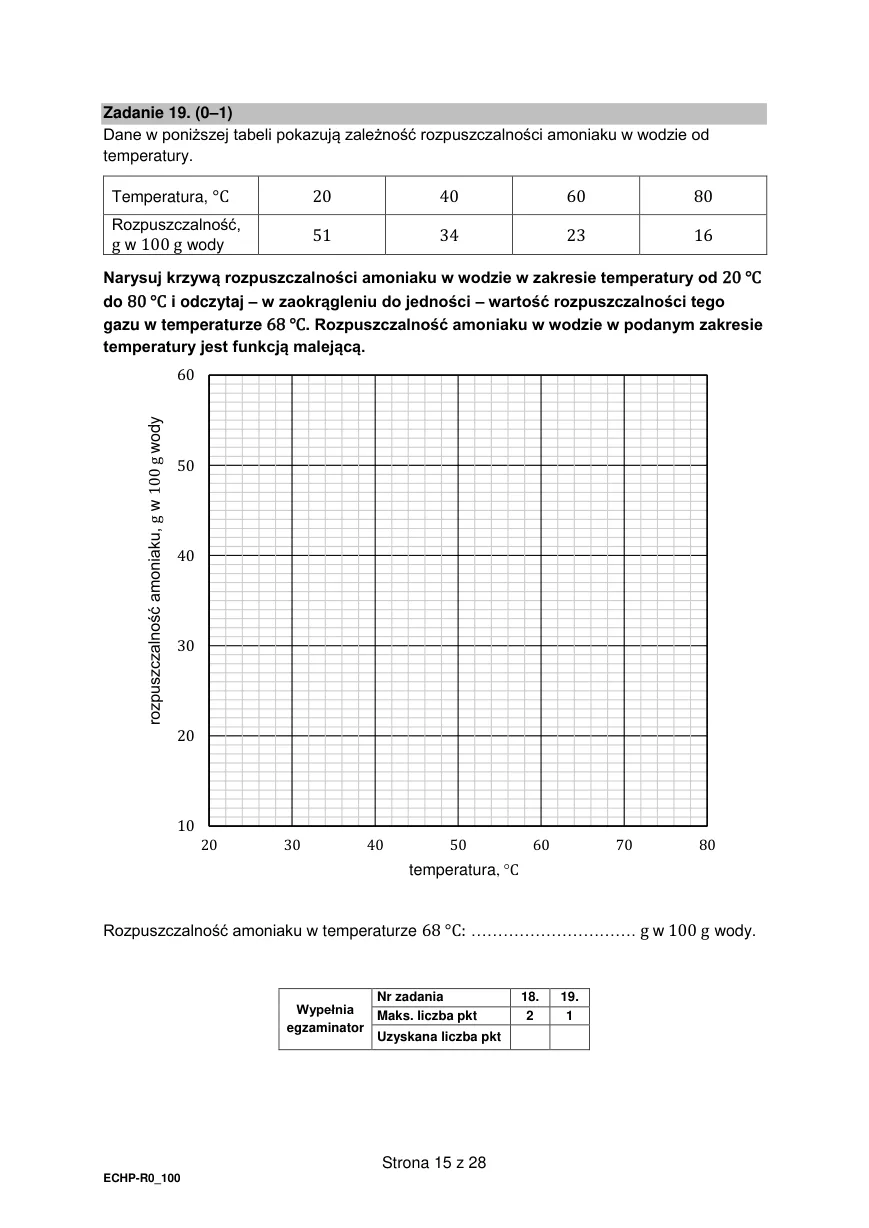 Zadanie 19. (0–1)
Dane w poniższej tabeli pokazują zależność rozpuszczalności amoniaku w wodzie od
temperatury.
Temperatura, °C 20 40 60 80
Rozpuszczalność,
g w 100 g wody 51 34 23 16
Narysuj krzywą rozpuszczalności amoniaku w wodzie w zakresie temperatury od 20 °C
do 80 °C i odczytaj – w zaokrągleniu do jedności – wartość rozpuszczalności tego
gazu w temperaturze 68 °C. Rozpuszczalność amoniaku w wodzie w podanym zakresie
temperatury jest funkcją malejącą.
rozpuszczalność amoniaku, g w 100 g wody
60
50
40
30
20
10
20 30 40 50 60 70 80
temperatura, °C
Rozpuszczalność amoniaku w temperaturze 68 °C: ………………………… g w 100 g wody.
Wypełnia
egzaminator
Nr zadania 18. 19.
Maks. liczba pkt 2 1
Uzyskana liczba pkt
Strona 15 z 28
ECHP-R0_100